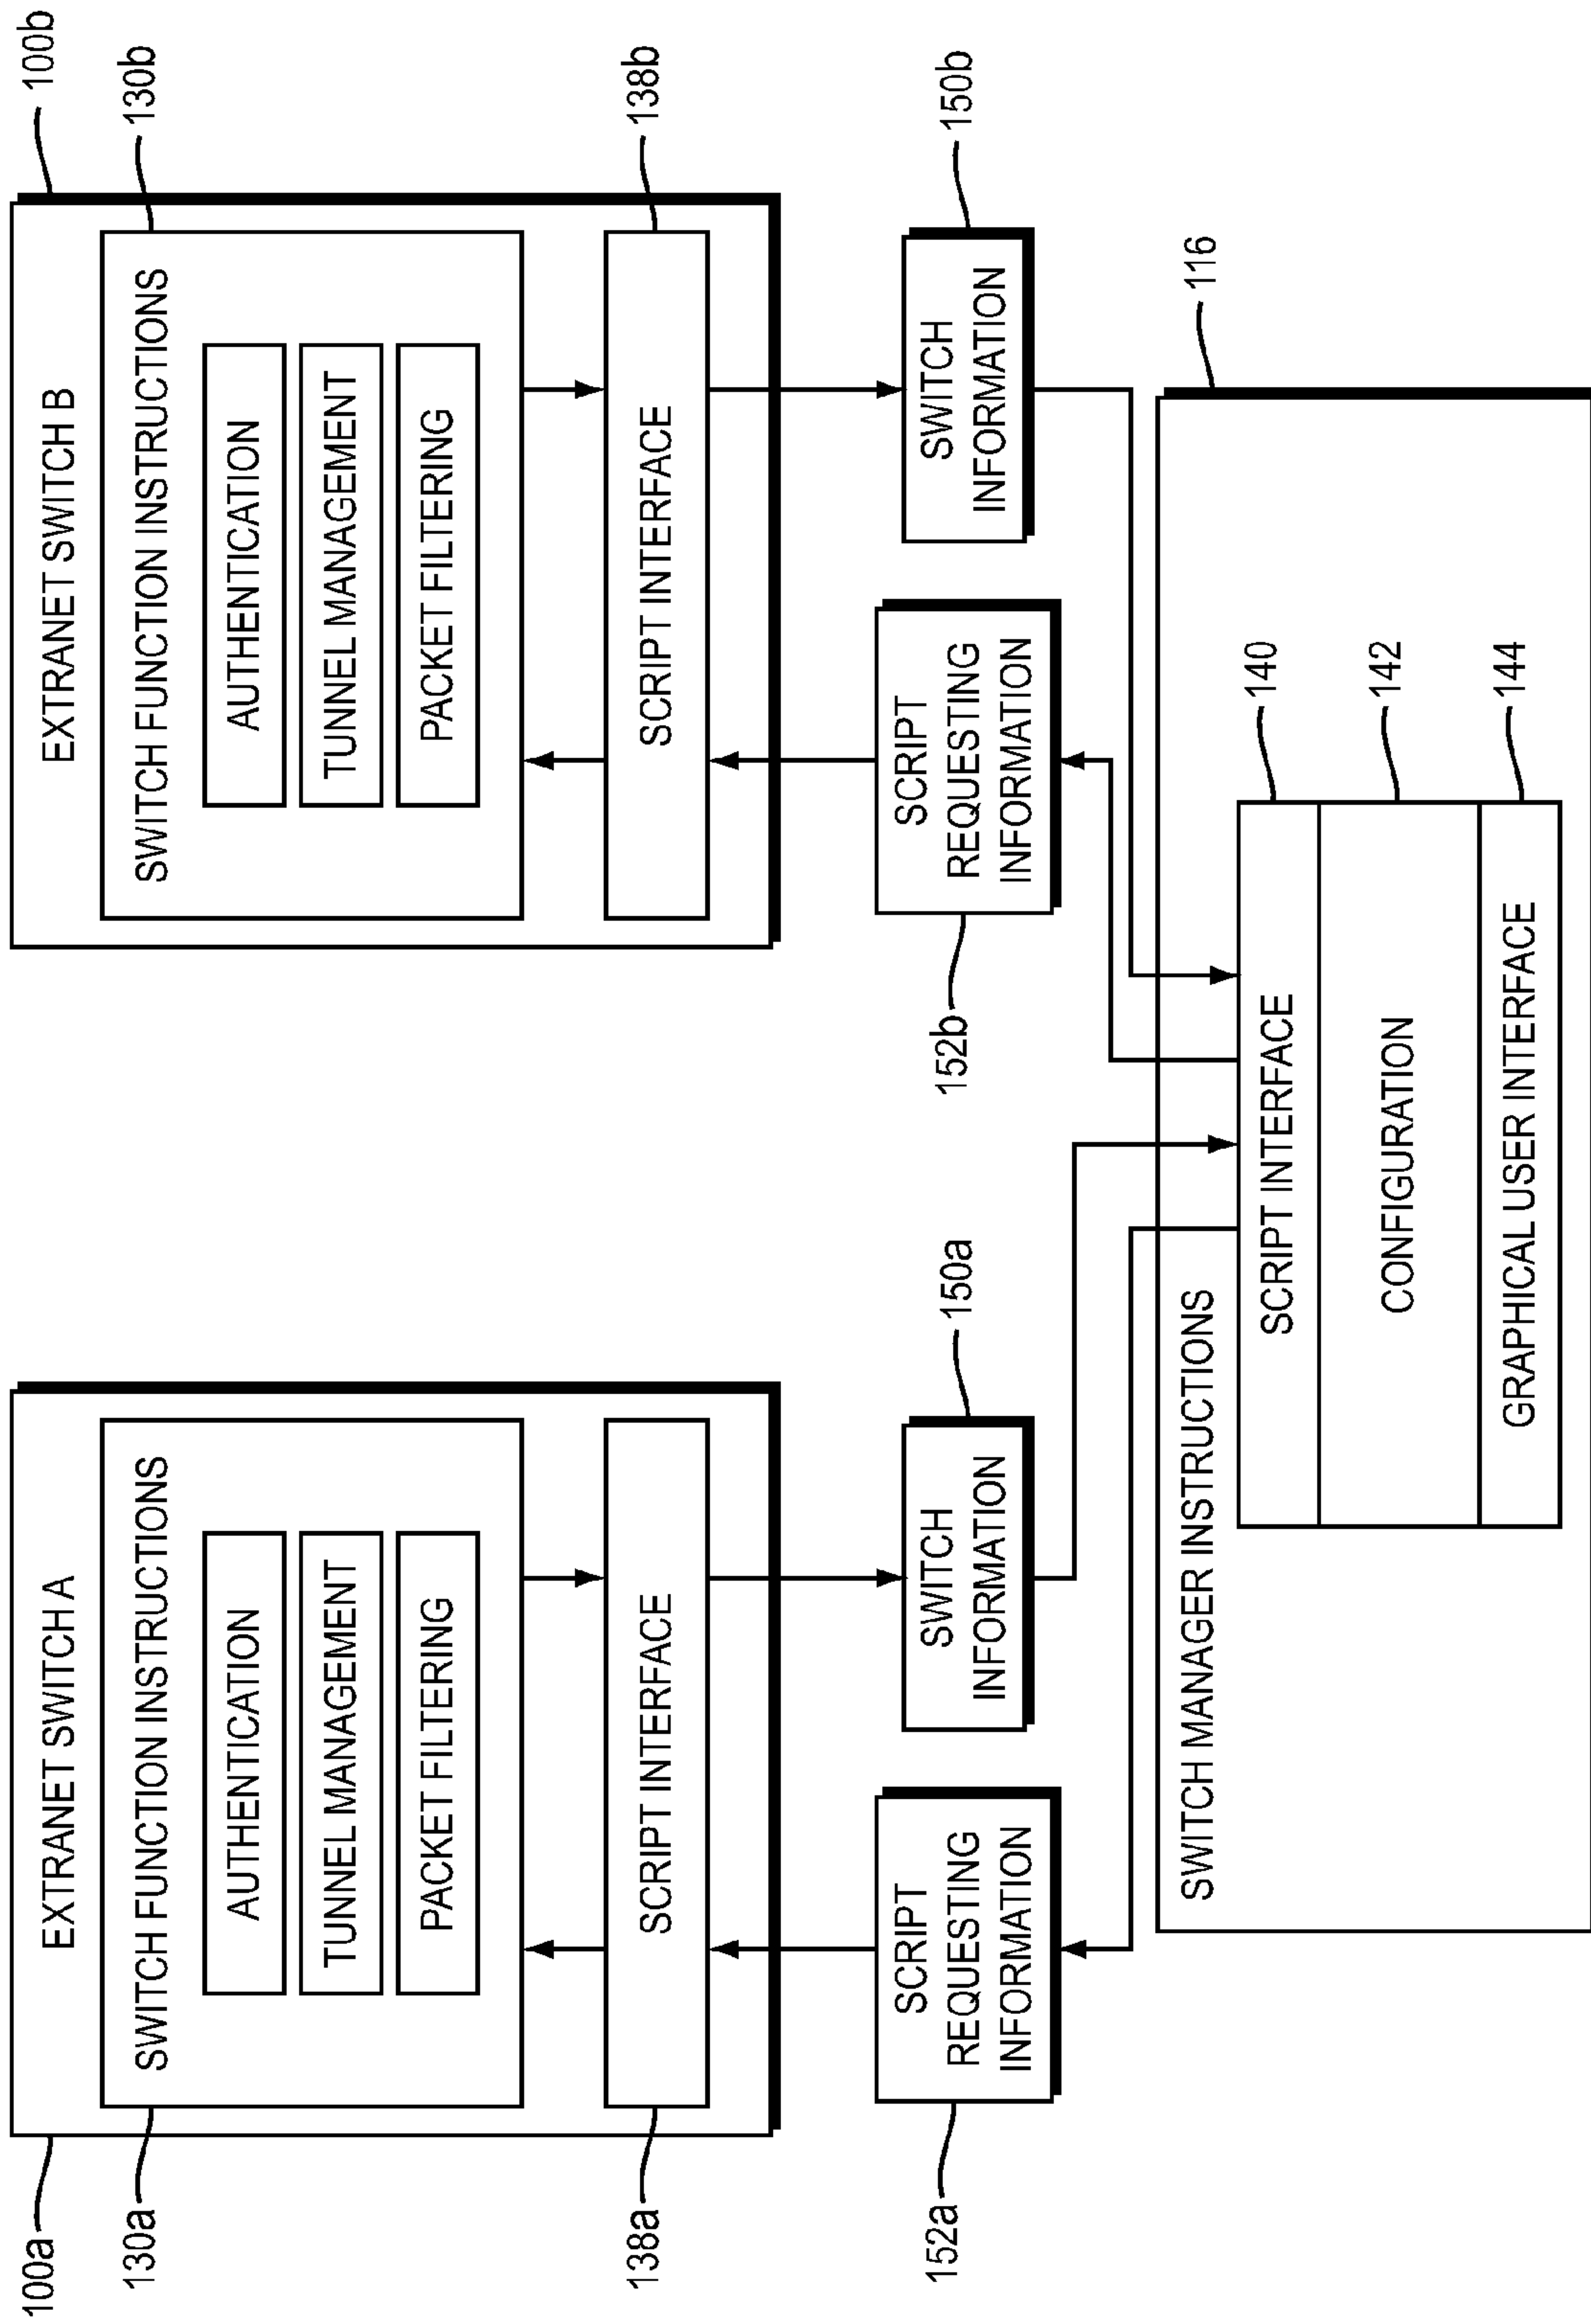 100a
EXTRANET SWITCH A
130a
SWITCH FUNCTION INSTRUCTIONS
AUTHENTICATION
TUNNEL MANAGEMENT
PACKET FILTERING
138a
SCRIPT INTERFACE
152a
SCRIPT
REQUESTING
INFORMATION
SWITCH
INFORMATION
150a
100b
EXTRANET SWITCH B
130b
SWITCH FUNCTION INSTRUCTIONS
AUTHENTICATION
TUNNEL MANAGEMENT
PACKET FILTERING
138b
SCRIPT INTERFACE
152b
SCRIPT
REQUESTING
INFORMATION
SWITCH
INFORMATION
150b
116
SWITCH MANAGER INSTRUCTIONS
SCRIPT INTERFACE
140
CONFIGURATION
142
GRAPHICAL USER INTERFACE
144